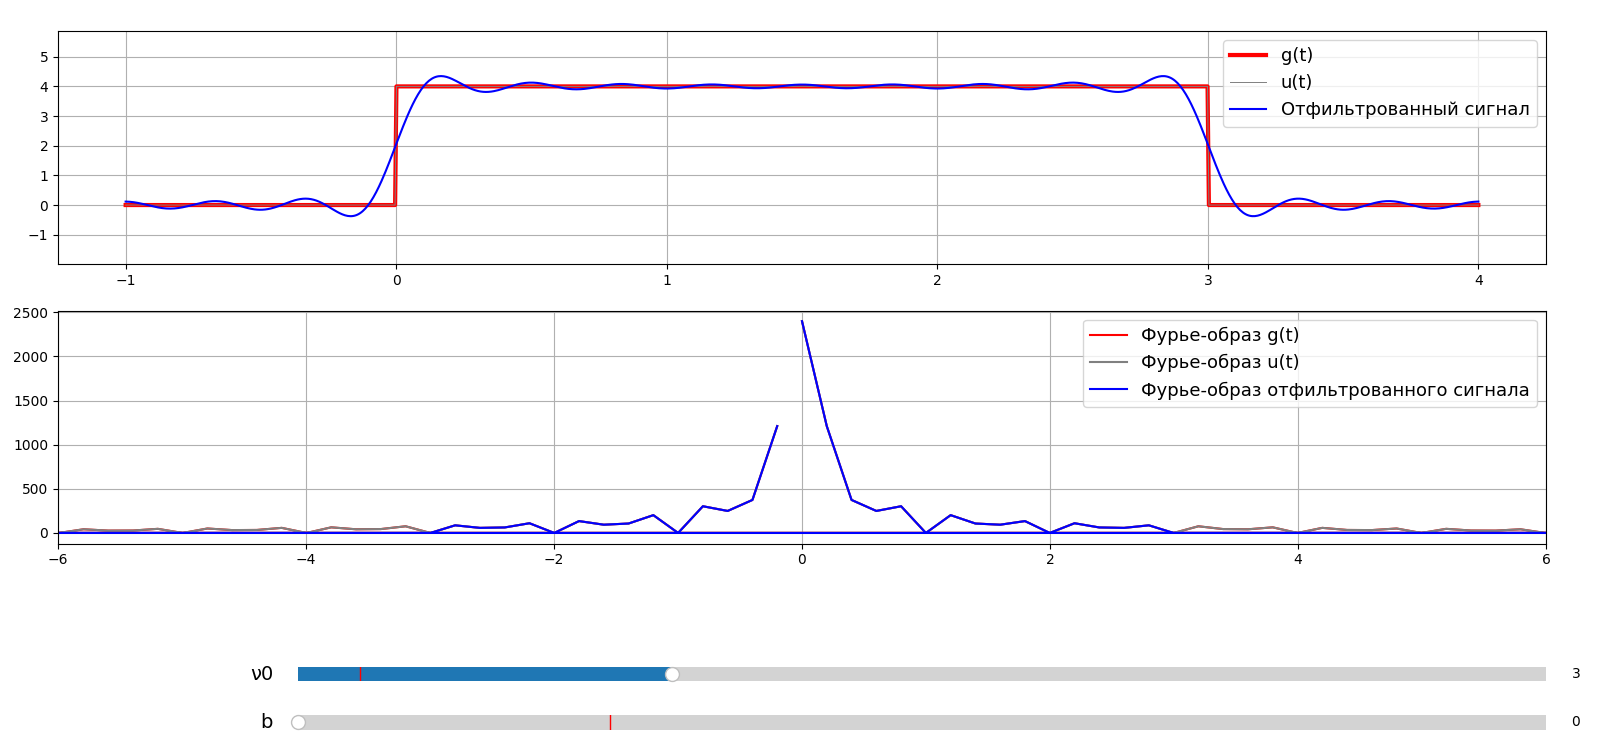 5
4
3
2
1
0
−1
g(t)
u(t)
Отфильтрованный сигнал
−1 0 1 2 3 4
2500
2000
1500
1000
500
0
Фурье-образ g(t)
Фурье-образ u(t)
Фурье-образ отфильтрованного сигнала
−6 −4 −2 0 2 4 6
ν0 3
b 0